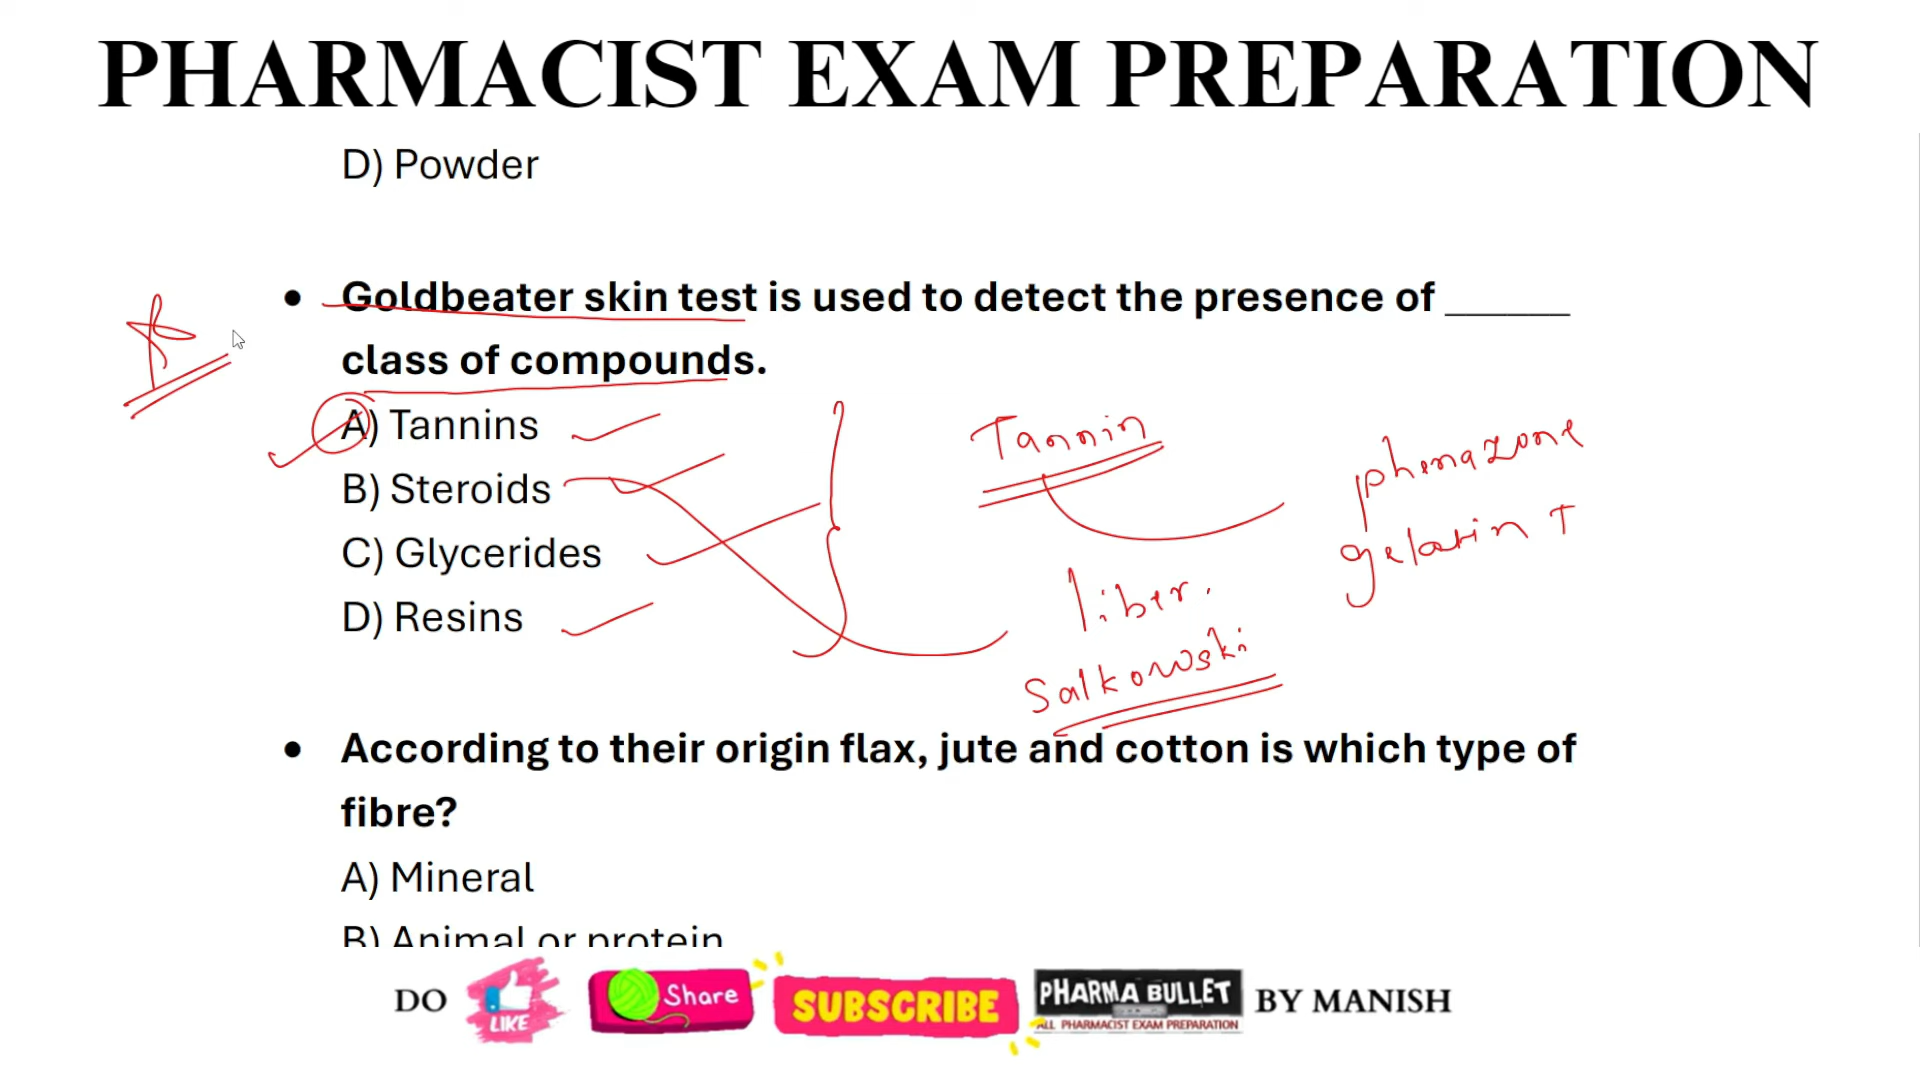 PHARMACIST EXAM PREPARATION
D) Powder
• Goldbeater skin test is used to detect the presence of ______
class of compounds.
A) Tannins
Tannin
phenazone
B) Steroids
gelatin T
C) Glycerides
liber.
D) Resins
Salkowski
• According to their origin flax, jute and cotton is which type of
fibre?
A) Mineral
B) Animal or protein
DO LIKE Share SUBSCRIBE PHARMA BULLET BY MANISH
ALL PHARMACIST EXAM PREPARATION